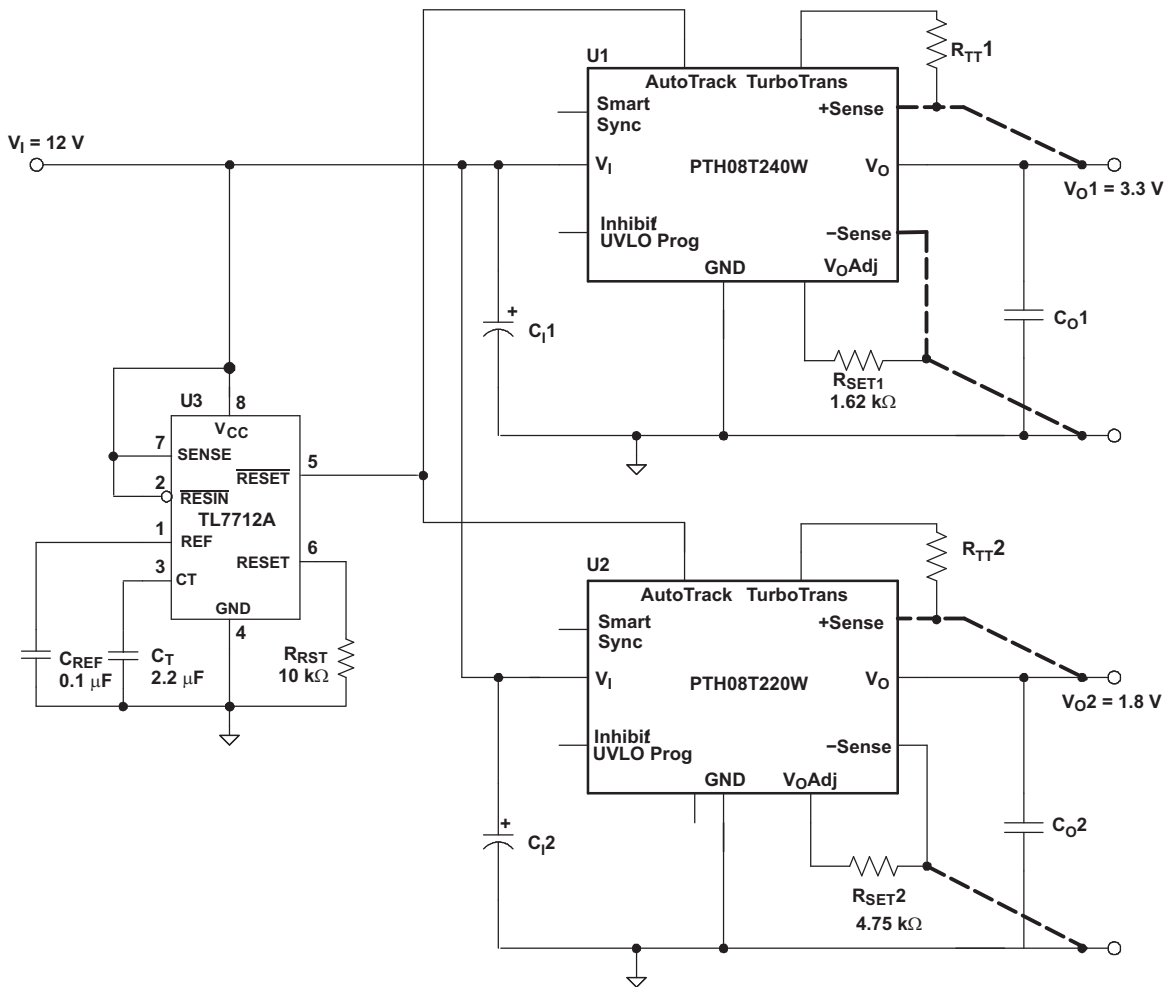 RTT1
U1
AutoTrack TurboTrans
Smart
Sync
+Sense
VI = 12 V
VI
PTH08T240W
VO
VO1 = 3.3 V
Inhibit/
UVLO Prog
−Sense
GND
VOAdj
CI1
+
CO1
RSET1
1.62 kΩ
U3
8
VCC
7
SENSE
5
RESET
2
RESIN
TL7712A
1
REF
6
RESET
3
CT
GND
4
CREF
0.1 μF
CT
2.2 μF
RRST
10 kΩ
RTT2
U2
AutoTrack TurboTrans
Smart
Sync
+Sense
VI
PTH08T220W
VO
VO2 = 1.8 V
Inhibit/
UVLO Prog
−Sense
GND
VOAdj
+
CI2
CO2
RSET2
4.75 kΩ